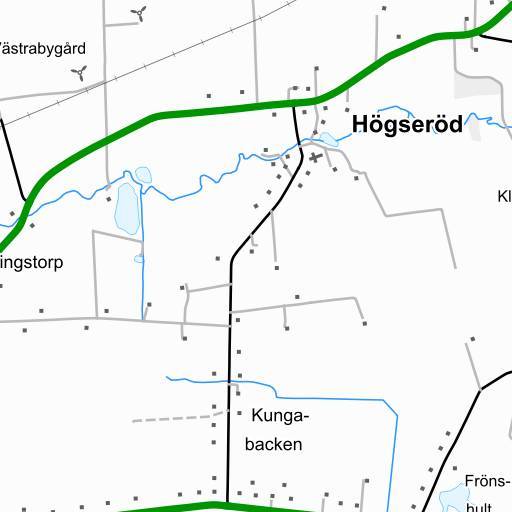 Västrabygård
Högseröd
Kl
ingstorp
Kunga-
backen
Fröns-
hult